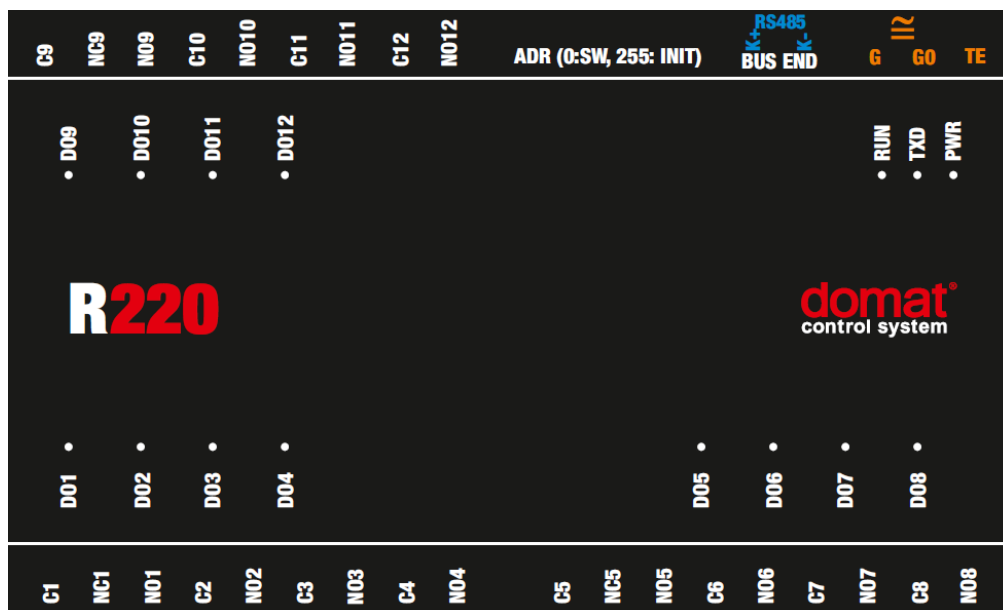 C9 NC9 NO9 C10 NO10 C11 NO11 C12 NO12 ADR (0:SW, 255: INIT) RS485
K+ K-
BUS END
≅
G G0 TE
DO9 DO10 DO11 DO12 RUN TXD PWR
R220
domat®
control system
DO1 DO2 DO3 DO4 DO5 DO6 DO7 DO8
C1 NC1 NO1 C2 NO2 C3 NO3 C4 NO4 C5 NC5 NO5 C6 NO6 C7 NO7 C8 NO8